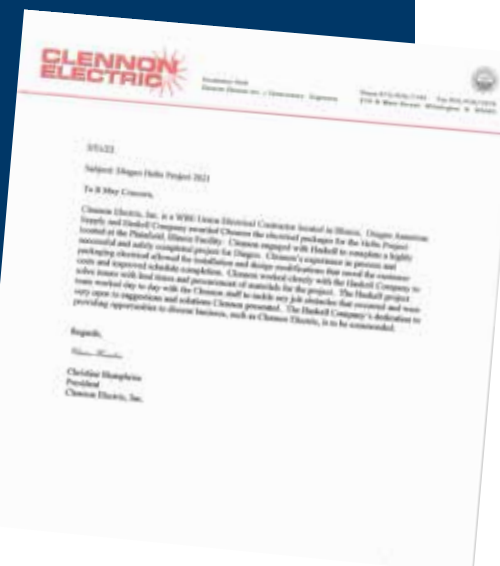 CLENNON
ELECTRIC
Subject: Diageo Helix Project 2021
To It May Concern,
Clennon Electric, Inc. is a WBE Union Electrical Contractor located in Illinois. Diageo Americas
Supply and Haskell Company awarded Clennon the electrical packages for the Helix Project
located at the Plainfield, Illinois Facility. Clennon engaged with Haskell to complete a highly
successful and safely completed project for Diageo. Clennon's experience in process and
packaging electrical allowed for installation and design modifications that saved the customer
costs and improved schedule completion. Clennon worked closely with the Haskell Company to
solve issues with lead times and procurement of materials for the project. The Haskell project
team worked day to day with the Clennon staff to tackle any job obstacles that occurred and were
very open to suggestions and solutions Clennon presented. The Haskell Company's dedication to
providing opportunities to diverse business, such as Clennon Electric, is to be commended.
Regards,
Christine
President
Clennon Electric, Inc.